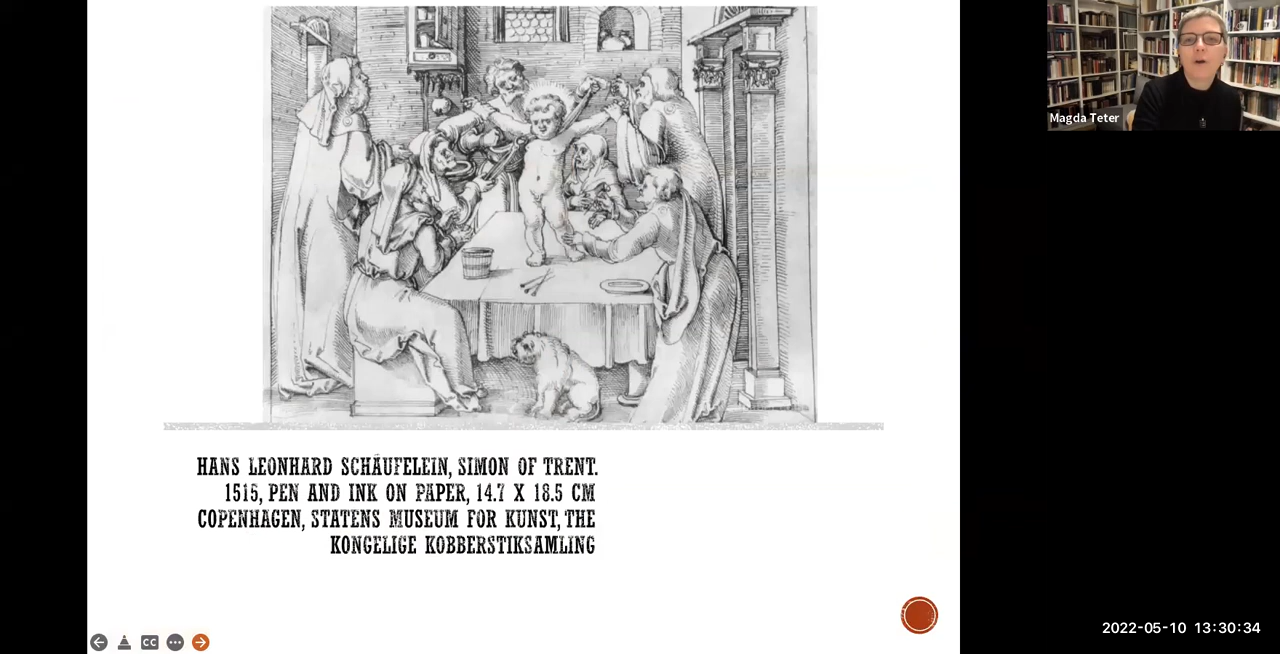 Magda Teter
HANS LEONHARD SCHÄUFELEIN, SIMON OF TRENT.
1515, PEN AND INK ON PAPER, 14.7 X 18.5 CM
COPENHAGEN, STATENS MUSEUM FOR KUNST, THE
KONGELIGE KOBBERSTIKSAMLING
CC
2022-05-10 13:30:34